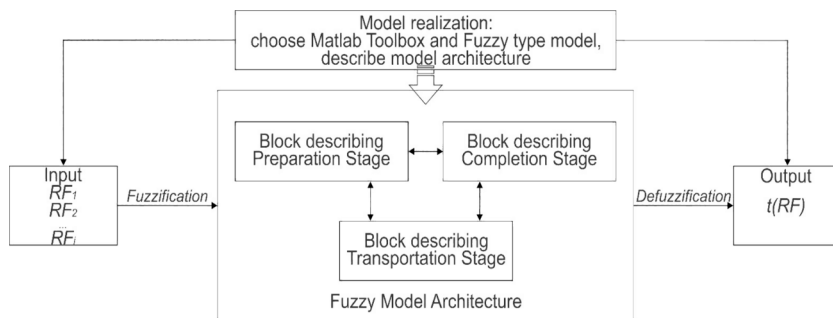 Model realization:
choose Matlab Toolbox and Fuzzy type model,
describe model architecture
Block describing
Preparation Stage
Block describing
Completion Stage
Input
RF1
RF2
...
RFi
Fuzzification
Defuzzification
Output
t(RF)
Block describing
Transportation Stage
Fuzzy Model Architecture